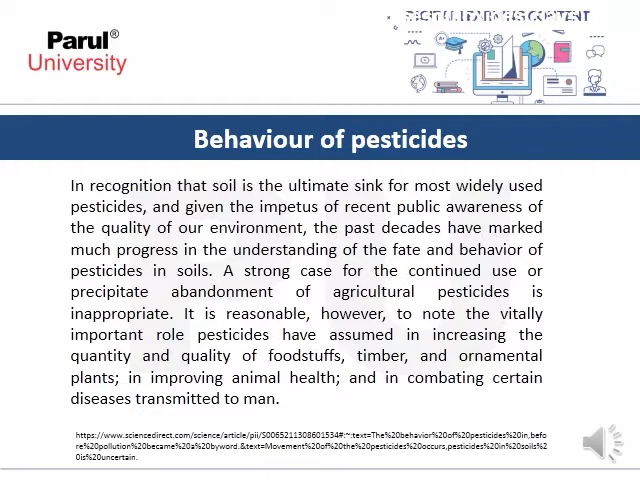 Parul®
University
Behaviour of pesticides
In recognition that soil is the ultimate sink for most widely used
pesticides, and given the impetus of recent public awareness of
the quality of our environment, the past decades have marked
much progress in the understanding of the fate and behavior of
pesticides in soils. A strong case for the continued use or
precipitate abandonment of agricultural pesticides is
inappropriate. It is reasonable, however, to note the vitally
important role pesticides have assumed in increasing the
quantity and quality of foodstuffs, timber, and ornamental
plants; in improving animal health; and in combating certain
diseases transmitted to man.
https://www.sciencedirect.com/science/article/pii/S0065211308601534#:~:text=The%20behavior%20of%20pesticides%20in,befo
re%20pollution%20became%20a%20byword.&text=Movement%20of%20the%20pesticides%20occurs,pesticides%20in%20soils%2
0is%20uncertain.